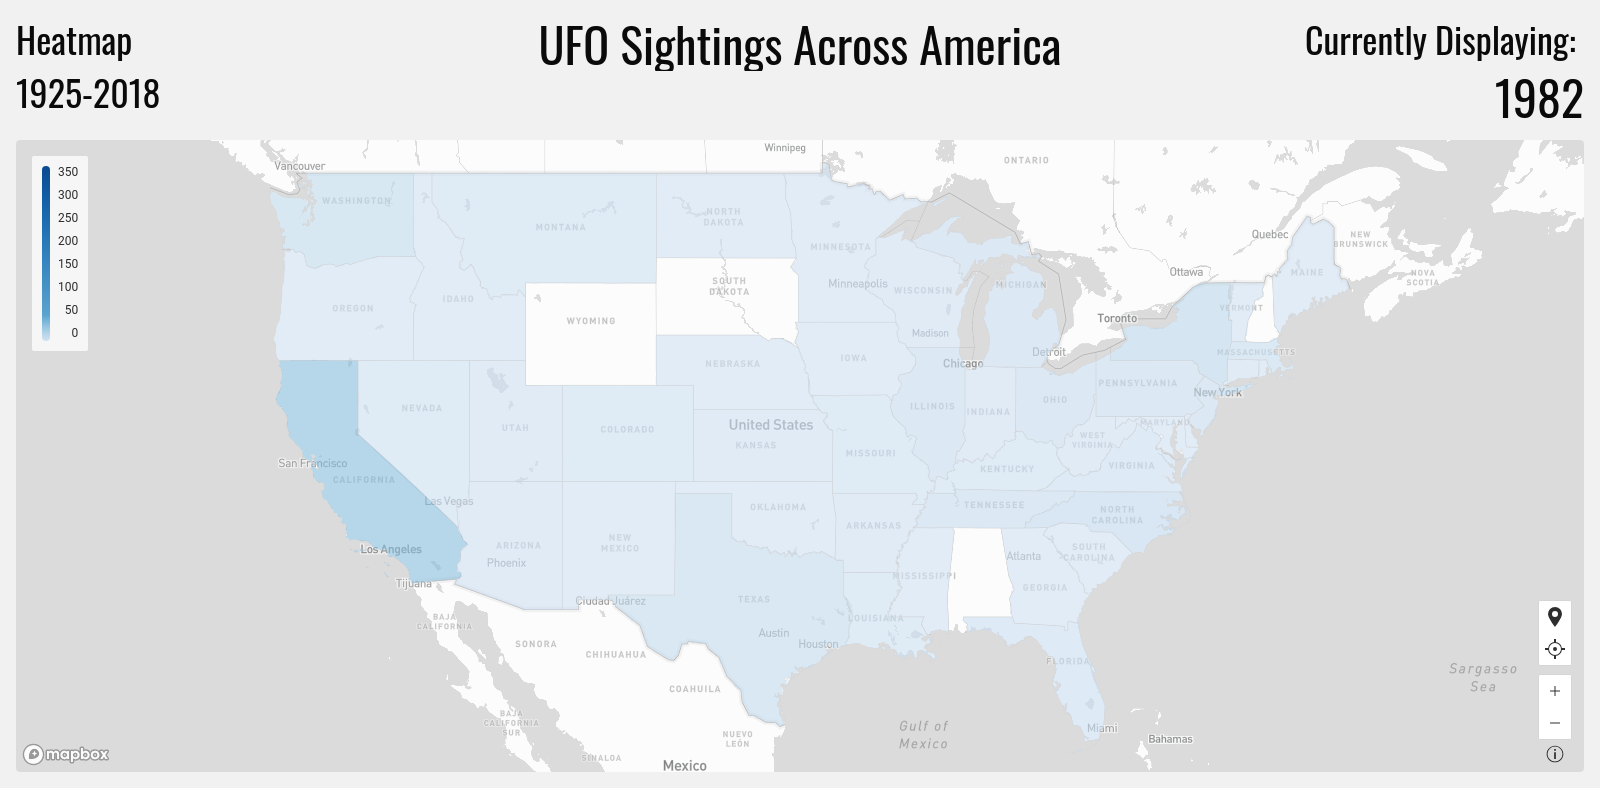 Heatmap
1925-2018
UFO Sightings Across America
Currently Displaying:
1982
350
300
250
200
150
100
50
0
Vancouver
Winnipeg
ONTARIO
WASHINGTON
MONTANA
NORTH
DAKOTA
MINNESOTA
Quebec
NEW
BRUNSWICK
MAINE
NOVA
SCOTIA
Ottawa
SOUTH
DAKOTA
Minneapolis
WISCONSIN
MICHIGAN
OREGON
IDAHO
WYOMING
VERMONT
Toronto
Madison
Detroit
MASSACHUSETTS
Chicago
NEBRASKA
IOWA
PENNSYLVANIA
New York
NEVADA
UTAH
COLORADO
United States
KANSAS
ILLINOIS
INDIANA
OHIO
MARYLAND
WEST
VIRGINIA
VIRGINIA
MISSOURI
KENTUCKY
San Francisco
CALIFORNIA
Las Vegas
OKLAHOMA
TENNESSEE
NORTH
CAROLINA
ARKANSAS
Los Angeles
ARIZONA
Phoenix
NEW
MEXICO
Atlanta
SOUTH
CAROLINA
Tijuana
MISSISSIPPI
GEORGIA
Ciudad Juárez
TEXAS
LOUISIANA
BAJA
CALIFORNIA
SONORA
CHIHUAHUA
Austin
Houston
FLORIDA
Sargasso
Sea
COAHUILA
BAJA
CALIFORNIA
SUR
Gulf of
Mexico
Miami
NUEVO
LEÓN
Bahamas
SINALOA
Mexico
mapbox
+
−